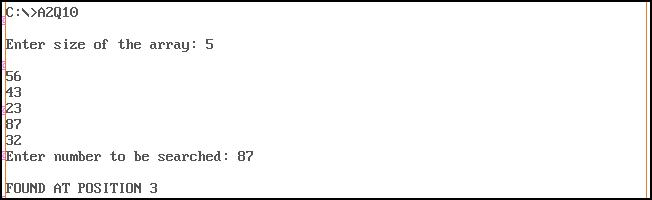 C:\>A2Q10
Enter size of the array: 5
56
43
23
87
32
Enter number to be searched: 87
FOUND AT POSITION 3